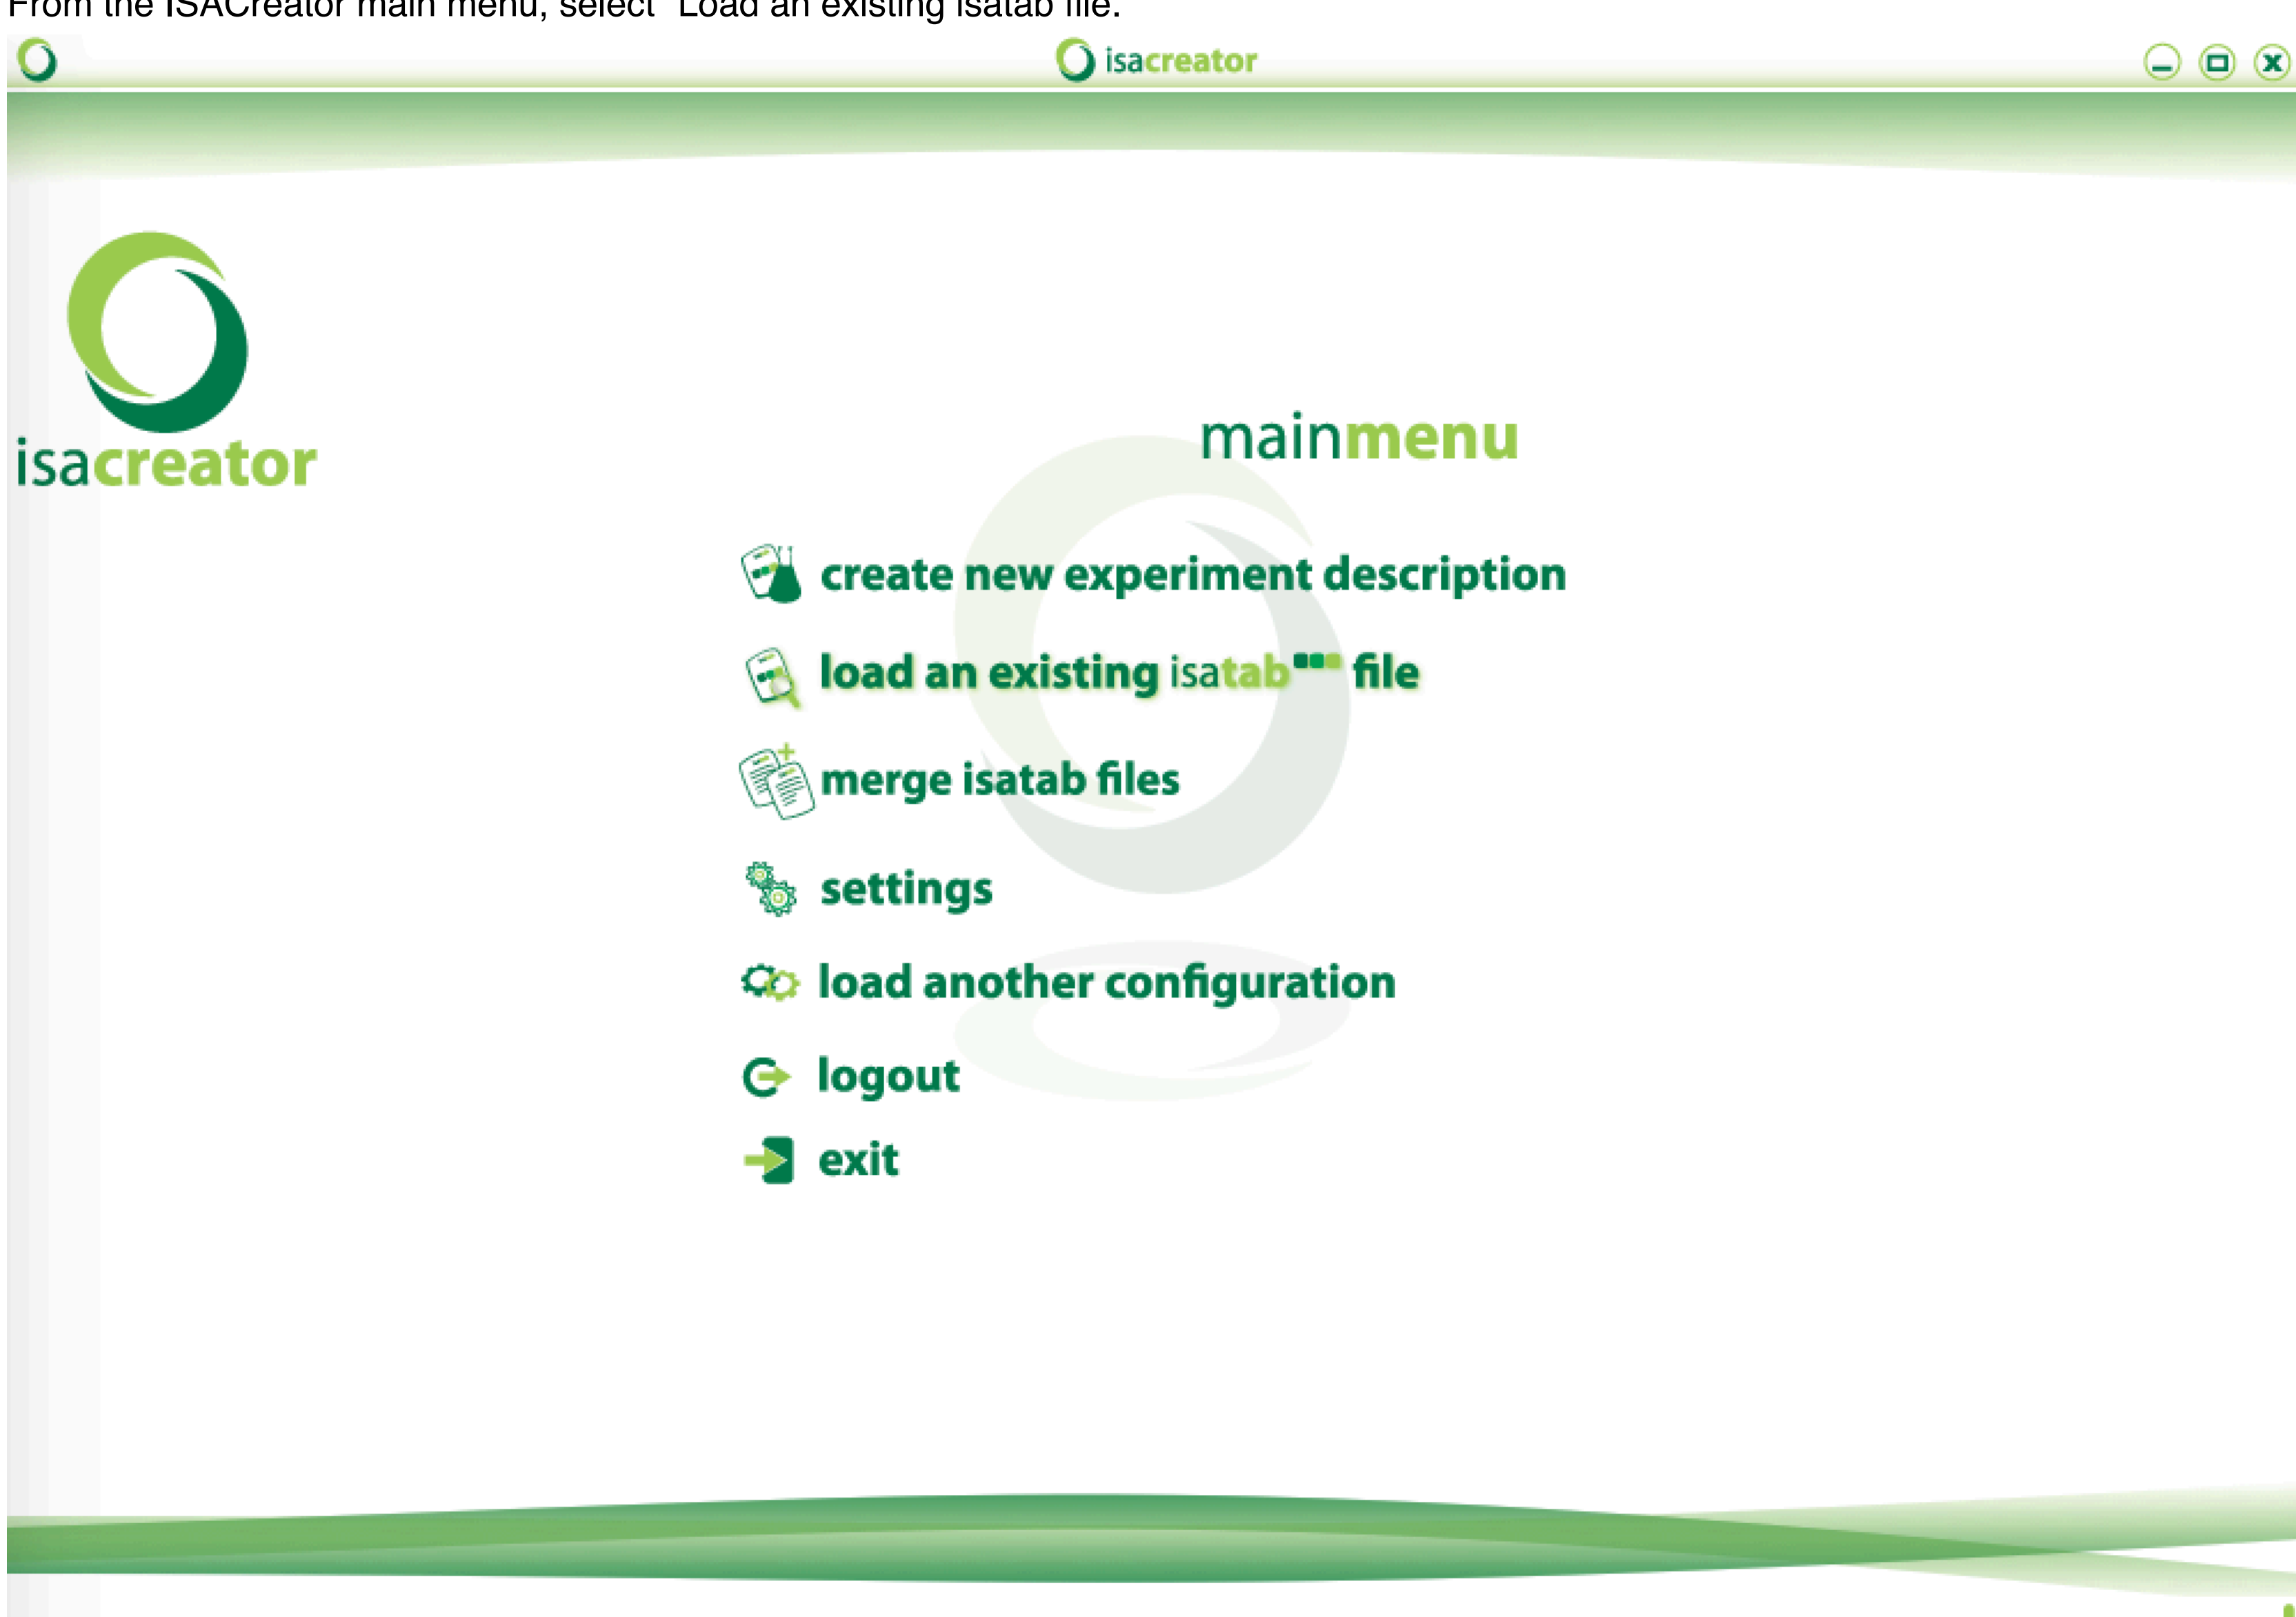 From the ISACreator main menu, select "Load an existing isatab file.
isacreator
isacreator
mainmenu
create new experiment description
load an existing isatab file
merge isatab files
settings
load another configuration
logout
exit